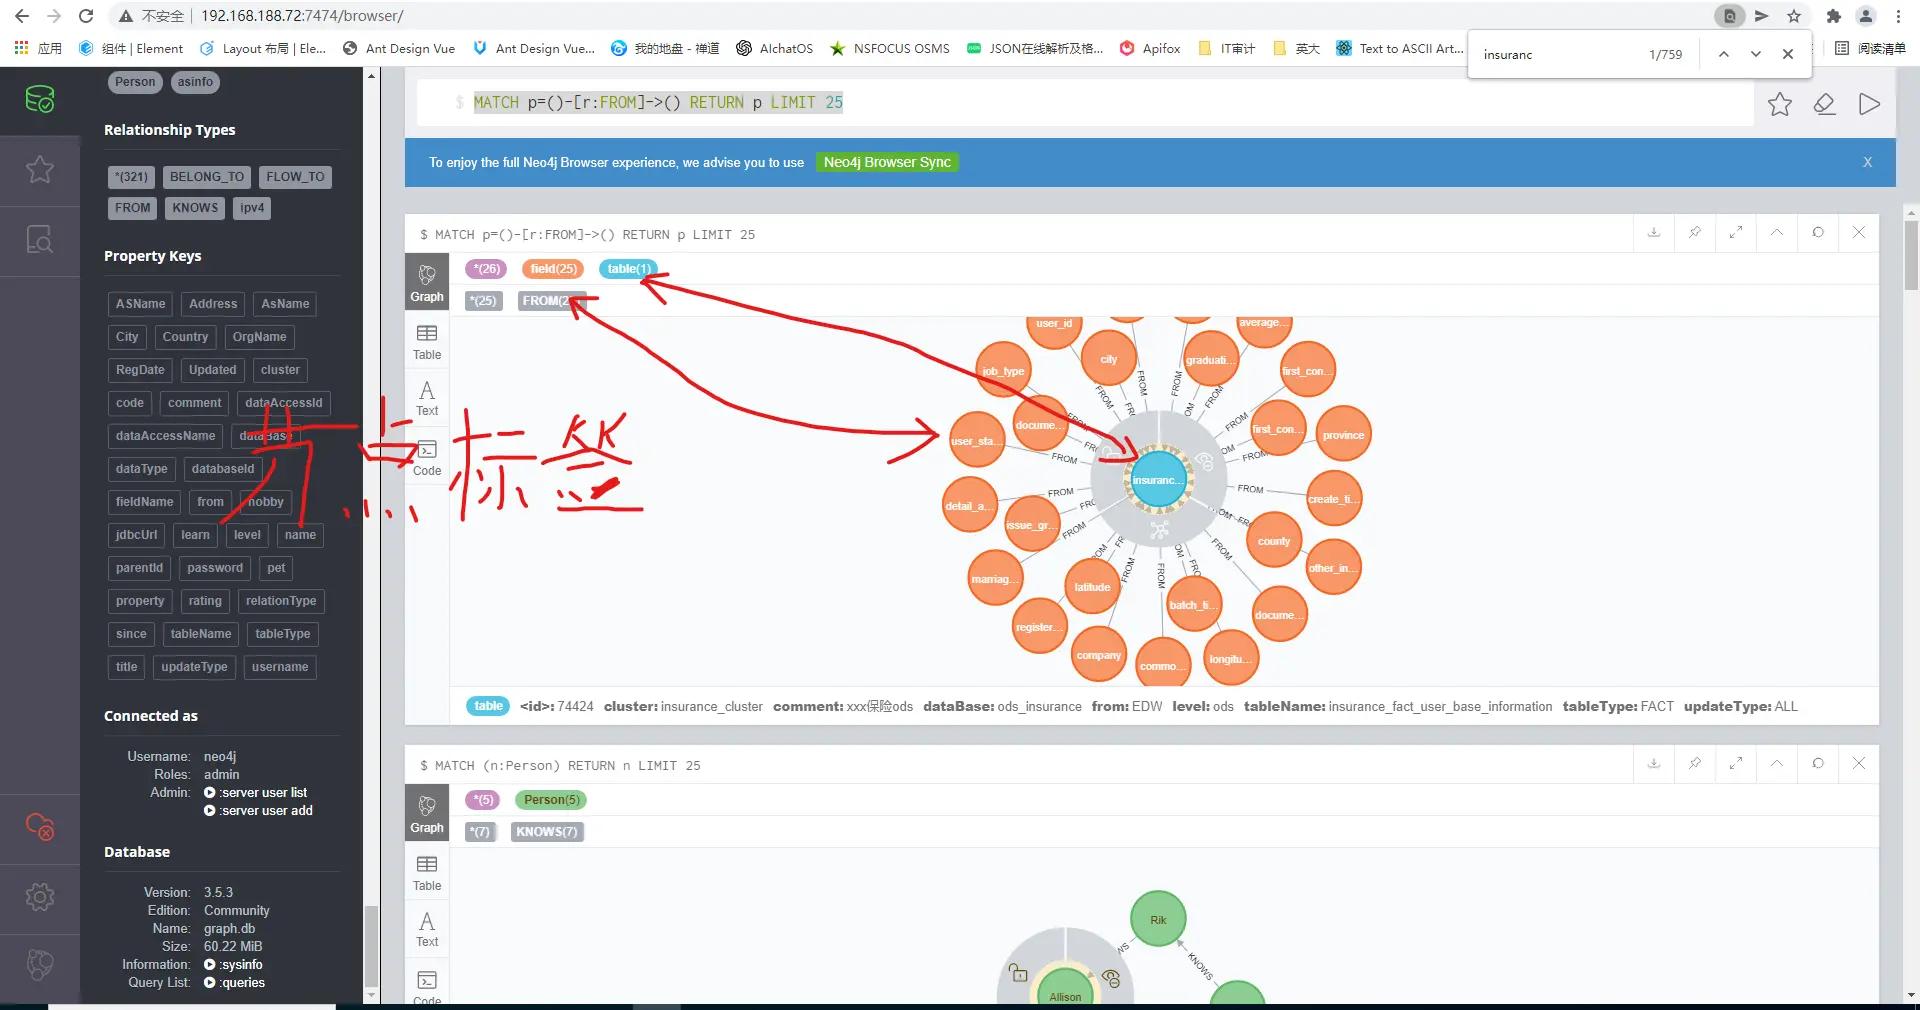 不安全 | 192.168.188.72:7474/browser/
应用 组件 | Element Layout 布局 | Ele... Ant Design Vue Ant Design Vue... 我的地盘 - 禅道 AIchatOS NSFOCUS OSMS JSON在线解析及格... Apifox IT审计 英大 Text to ASCII Art... 阅读清单
insuranc 1/759
Person asinfo
Relationship Types
*(321) BELONG_TO FLOW_TO
FROM KNOWS ipv4
Property Keys
ASName Address AsName
City Country OrgName
RegDate Updated cluster
code comment dataAccessId
dataAccessName dataBase
dataType databaseId
fieldName from hobby
jdbcUrl learn level name
parentId password pet
property rating relationType
since tableName tableType
title updateType username
Connected as
Username: neo4j
Roles: admin
Admin: :server user list
:server user add
Database
Version: 3.5.3
Edition: Community
Name: graph.db
Size: 60.22 MiB
Information: :sysinfo
Query List: :queries
$ MATCH p=()-[r:FROM]->() RETURN p LIMIT 25
To enjoy the full Neo4j Browser experience, we advise you to use Neo4j Browser Sync X
$ MATCH p=()-[r:FROM]->() RETURN p LIMIT 25
*(26) field(25) table(1)
*(25) FROM(2
Graph
Table
Text
Code
节点标签
user_id
average...
city
graduati...
job_type
first_con...
docume...
first_con...
province
user_sta...
insuranc...
detail_a...
create_ti...
issue_gr...
county
other_in...
marriag...
latitude
batch_ti...
docume...
register...
company
commo...
longitu...
FROM
table <id>: 74424 cluster: insurance_cluster comment: xxx保险ods dataBase: ods_insurance from: EDW level: ods tableName: insurance_fact_user_base_information tableType: FACT updateType: ALL
$ MATCH (n:Person) RETURN n LIMIT 25
*(5) Person(5)
*(7) KNOWS(7)
Graph
Table
Text
Code
Rik
KNOWS
Allison